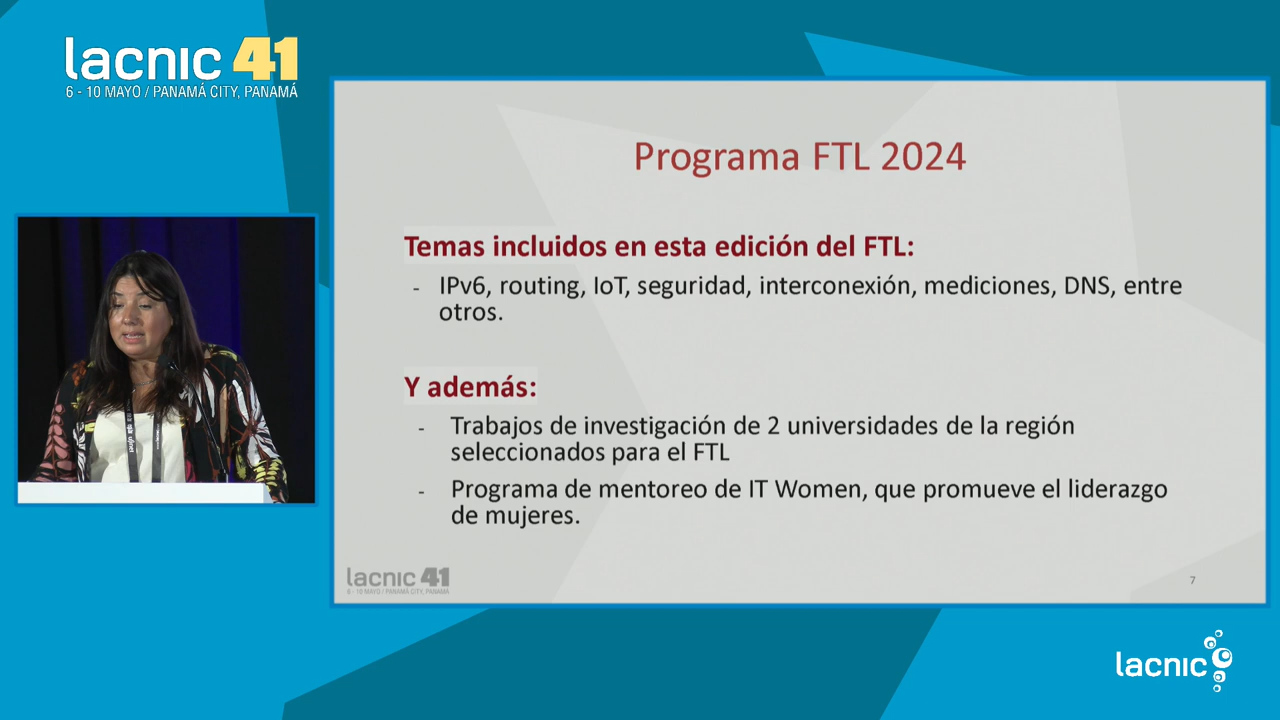 lacnic 41
6 - 10 MAYO / PANAMÁ CITY, PANAMÁ
Programa FTL 2024
Temas incluidos en esta edición del FTL:
- IPv6, routing, IoT, seguridad, interconexión, mediciones, DNS, entre
otros.
Y además:
- Trabajos de investigación de 2 universidades de la región
seleccionados para el FTL
- Programa de mentoreo de IT Women, que promueve el liderazgo
de mujeres.
lacnic 41
6 - 10 MAYO / PANAMÁ CITY, PANAMÁ
7
lacnic